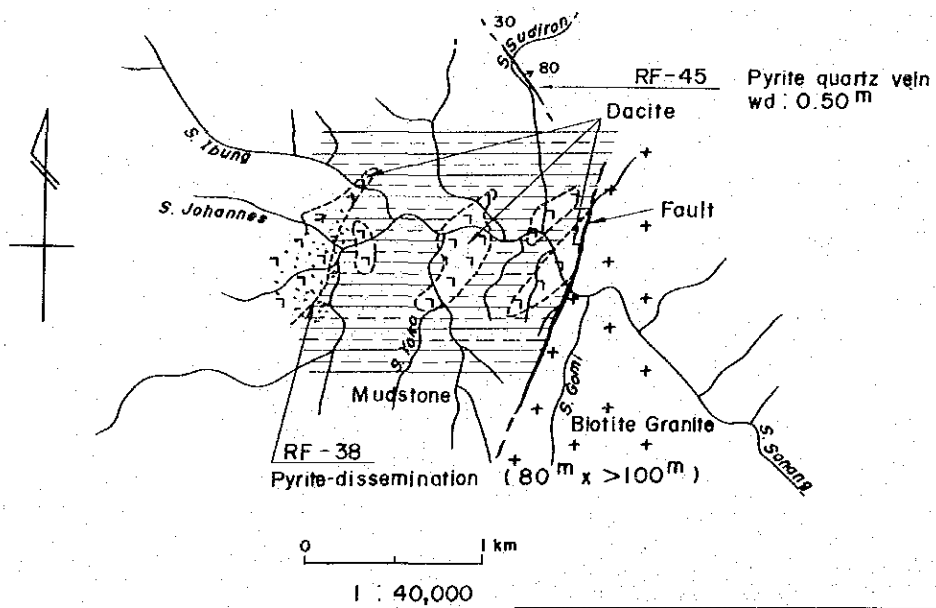 30
S. Sudiron
80
RF-45
Pyrite quartz vein
wd : 0.50 m
Dacite
S. Ibung
S. Johannes
Fault
S. Yoko
Mudstone
S. Gomi
Biotite Granite
S. Sanang
RF-38
Pyrite-dissemination ( 80 m x >100 m )
0 1 km
1 : 40,000